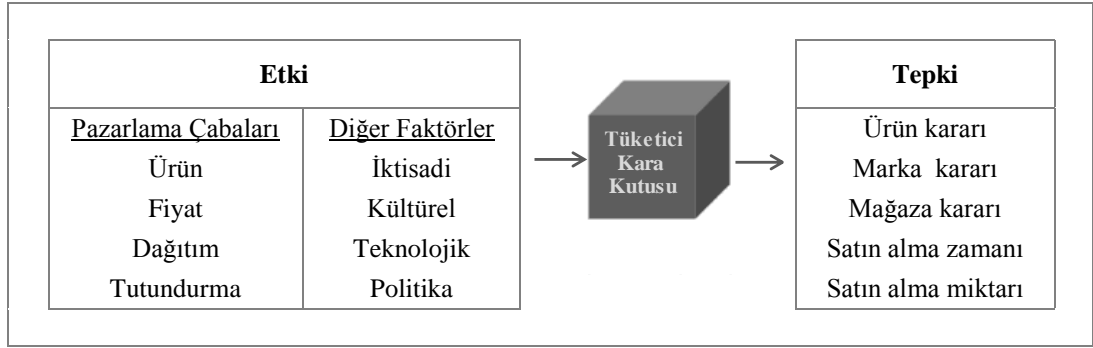 Etki
Pazarlama Çabaları
Ürün
Fiyat
Dağıtım
Tutundurma
Diğer Faktörler
İktisadi
Kültürel
Teknolojik
Politika
Tüketici
Kara
Kutusu
Tepki
Ürün kararı
Marka kararı
Mağaza kararı
Satın alma zamanı
Satın alma miktarı